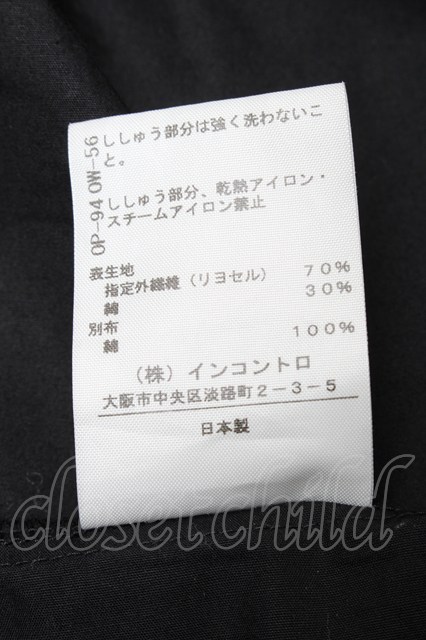 OP-94 OW-56
ししゅう部分は強く洗わないこ
と。
ししゅう部分、乾熱アイロン・
スチームアイロン禁止
表生地
指定外繊維（リヨセル） 70%
綿 30%
別布
綿 100%
（株）インコントロ
大阪市中央区淡路町2-3-5
日本製
closetchild